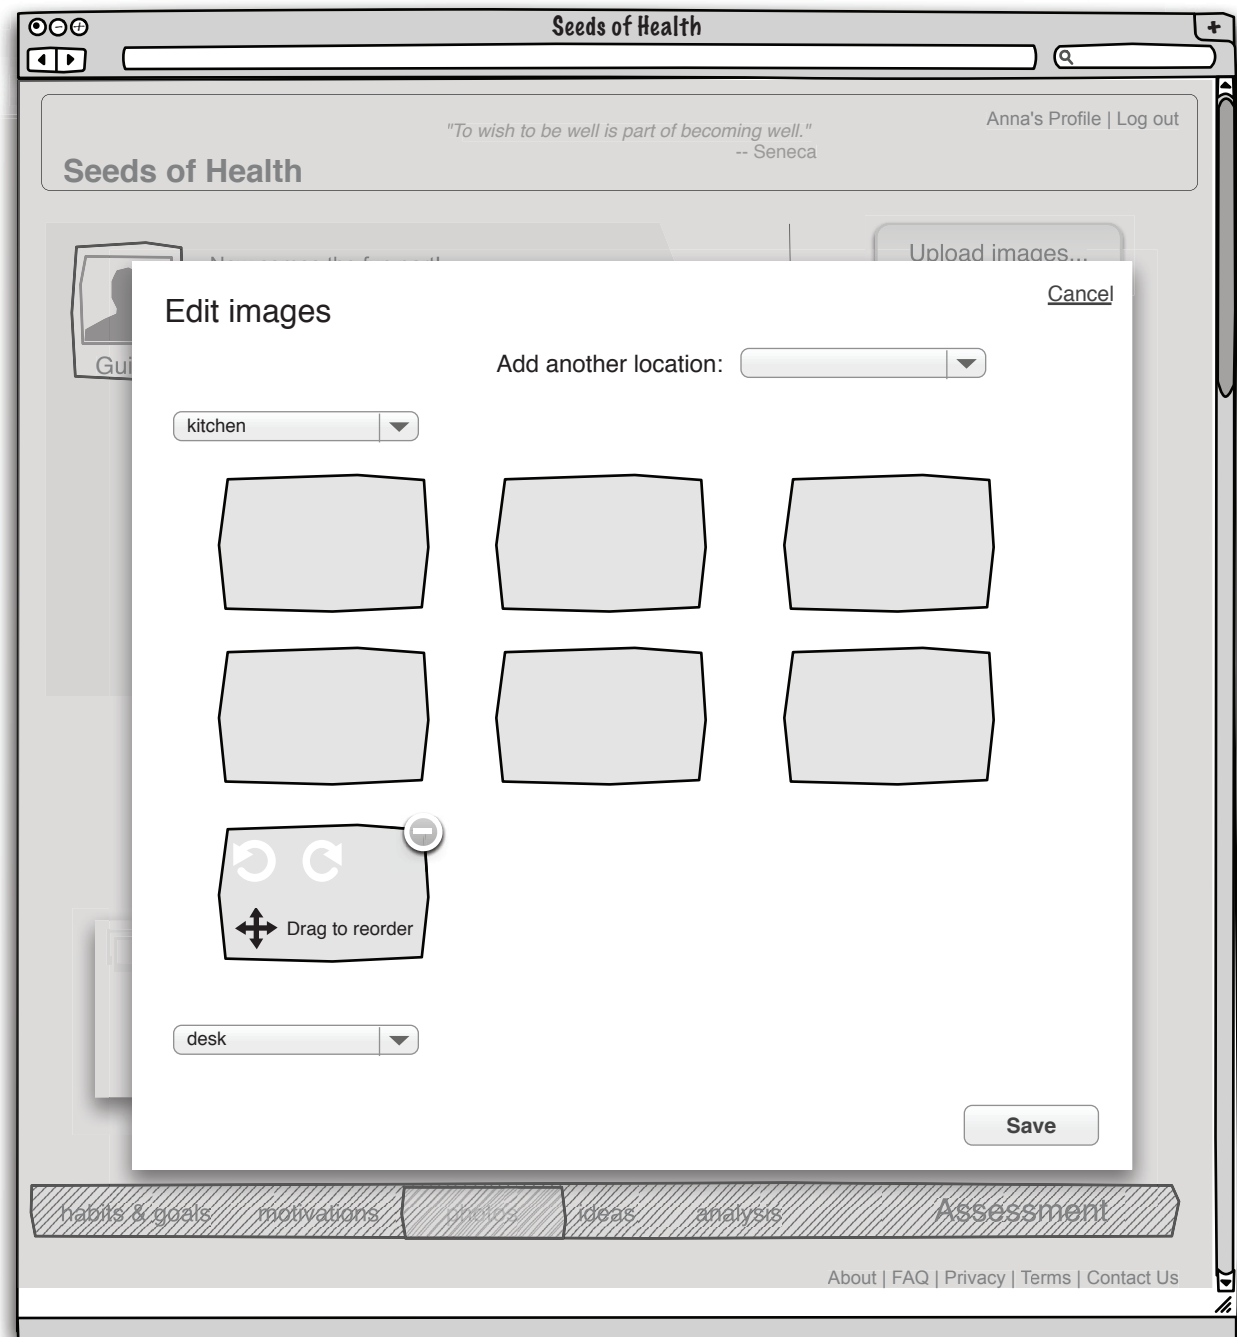 Seeds of Health
Anna's Profile | Log out
"To wish to be well is part of becoming well."
-- Seneca
Seeds of Health
Upload images...
Edit images
Cancel
Add another location:
kitchen
Drag to reorder
desk
Save
habits & goals motivations photos ideas analysis Assessment
About | FAQ | Privacy | Terms | Contact Us